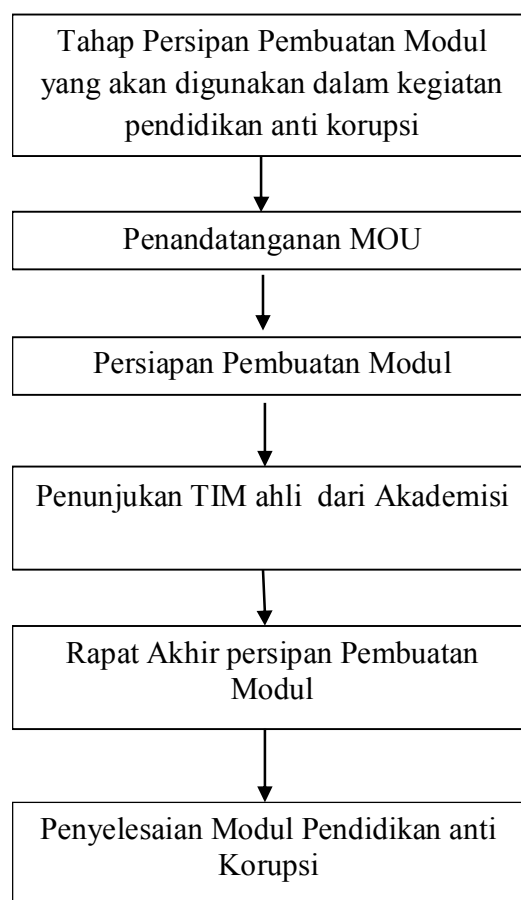 Tahap Persipan Pembuatan Modul
yang akan digunakan dalam kegiatan
pendidikan anti korupsi
Penandatanganan MOU
Persiapan Pembuatan Modul
Penunjukan TIM ahli dari Akademisi
Rapat Akhir persipan Pembuatan
Modul
Penyelesaian Modul Pendidikan anti
Korupsi